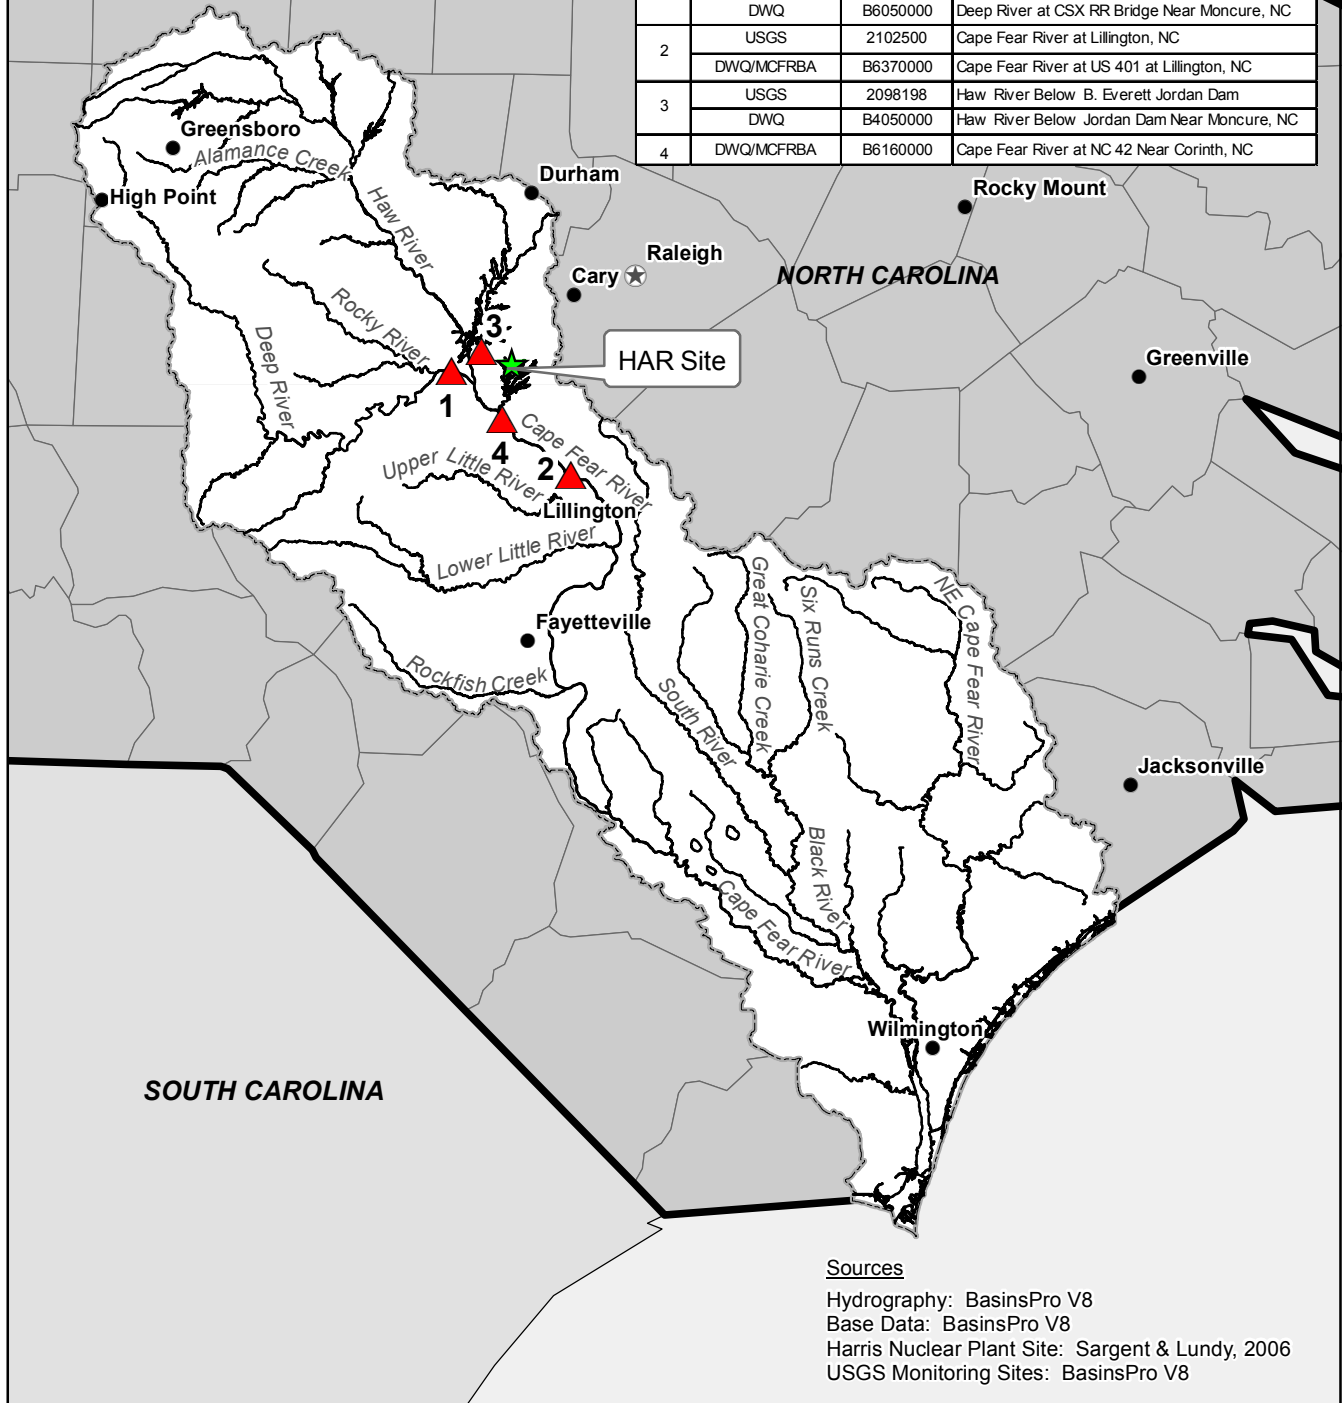 DWQ B6050000 Deep River at CSX RR Bridge Near Moncure, NC
2 USGS 2102500 Cape Fear River at Lillington, NC
DWQ/MCFRBA B6370000 Cape Fear River at US 401 at Lillington, NC
3 USGS 2098198 Haw River Below B. Everett Jordan Dam
DWQ B4050000 Haw River Below Jordan Dam Near Moncure, NC
4 DWQ/MCFRBA B6160000 Cape Fear River at NC 42 Near Corinth, NC
Greensboro
Alamance Creek
High Point
Durham
Rocky Mount
Haw River
Raleigh
Cary
NORTH CAROLINA
Rocky River
Deep River
3
HAR Site
Greenville
1
4
Cape Fear River
Upper Little River
2
Lillington
Lower Little River
Great Coharie Creek
Six Runs Creek
NE Cape Fear River
Fayetteville
Rockfish Creek
South River
Jacksonville
Black River
Cape Fear River
Wilmington
SOUTH CAROLINA
Sources
Hydrography: BasinsPro V8
Base Data: BasinsPro V8
Harris Nuclear Plant Site: Sargent & Lundy, 2006
USGS Monitoring Sites: BasinsPro V8